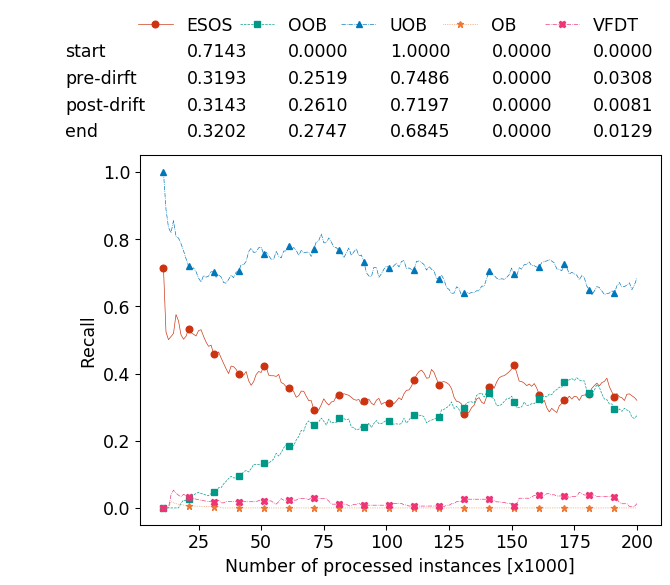 ESOS OOB UOB OB VFDT
start 0.7143 0.0000 1.0000 0.0000 0.0000
pre-dirft 0.3193 0.2519 0.7486 0.0000 0.0308
post-drift 0.3143 0.2610 0.7197 0.0000 0.0081
end 0.3202 0.2747 0.6845 0.0000 0.0129
1.0
0.8
0.6
0.4
0.2
0.0
Recall
25 50 75 100 125 150 175 200
Number of processed instances [x1000]